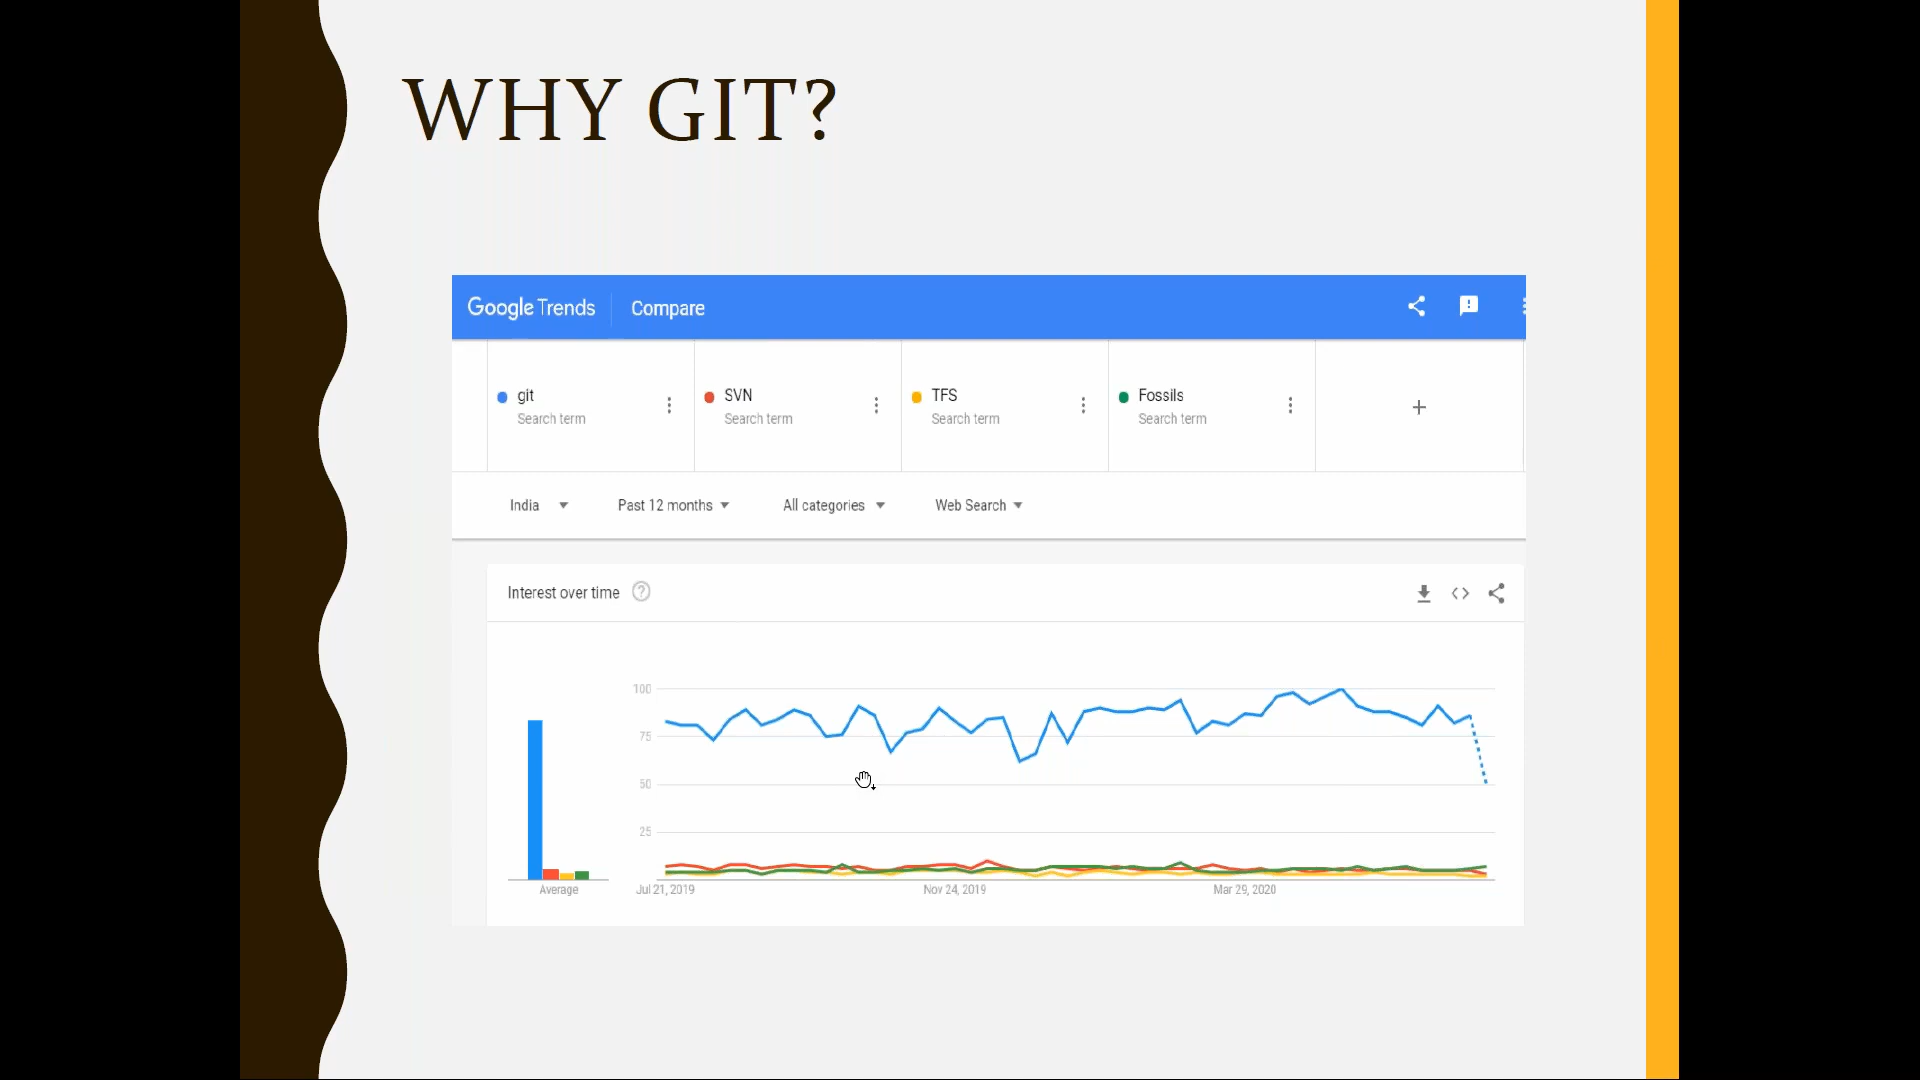 WHY GIT?
Google Trends Compare
git SVN TFS Fossils
Search term Search term Search term Search term
India Past 12 months All categories Web Search
Interest over time
100
75
50
25
Average Jul 21, 2019 Nov 24, 2019 Mar 29, 2020